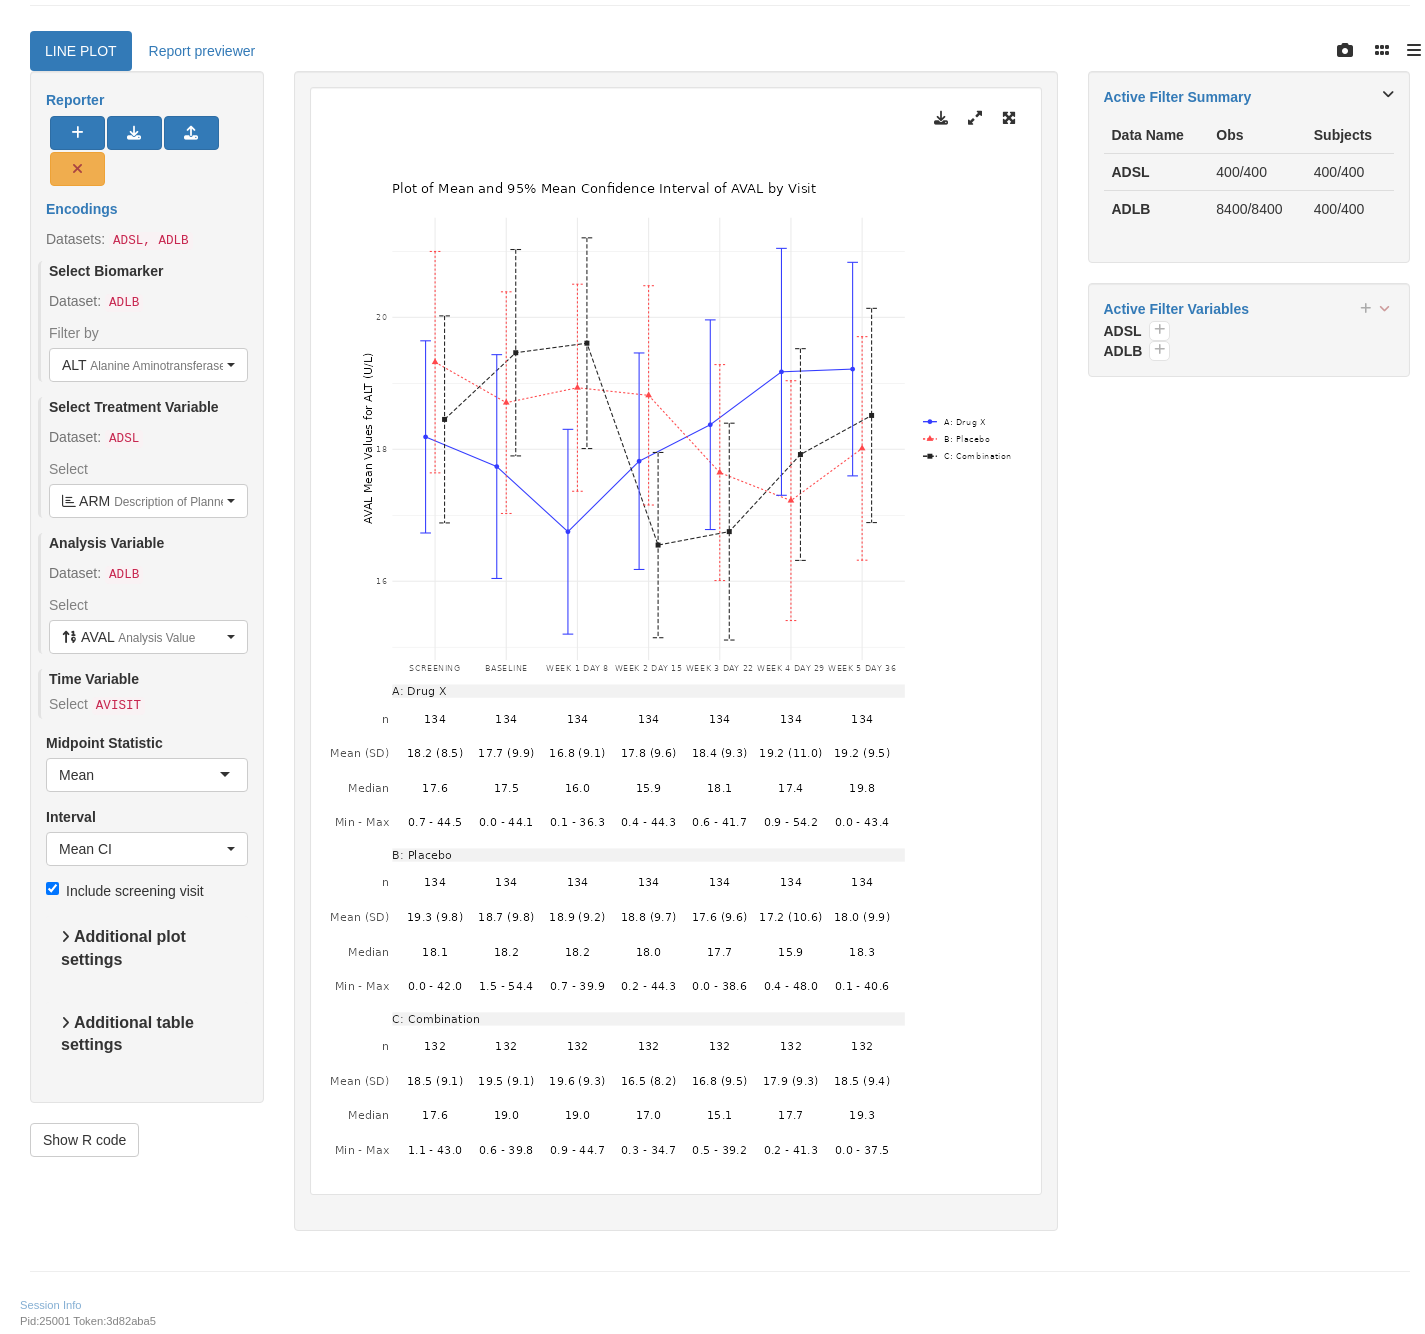 LINE PLOT
Report previewer
Reporter
Encodings
Datasets: ADSL, ADLB
Select Biomarker
Dataset: ADLB
Filter by
ALT Alanine Aminotransferase
Select Treatment Variable
Dataset: ADSL
Select
ARM Description of Planne
Analysis Variable
Dataset: ADLB
Select
AVAL Analysis Value
Time Variable
Select AVISIT
Midpoint Statistic
Mean
Interval
Mean CI
Include screening visit
Additional plot
settings
Additional table
settings
Show R code
Plot of Mean and 95% Mean Confidence Interval of AVAL by Visit
AVAL Mean Values for ALT (U/L)
20
18
16
SCREENING BASELINE WEEK 1 DAY 8 WEEK 2 DAY 15 WEEK 3 DAY 22 WEEK 4 DAY 29 WEEK 5 DAY 36
A: Drug X
B: Placebo
C: Combination
A: Drug X
n 134 134 134 134 134 134 134
Mean (SD) 18.2 (8.5) 17.7 (9.9) 16.8 (9.1) 17.8 (9.6) 18.4 (9.3) 19.2 (11.0) 19.2 (9.5)
Median 17.6 17.5 16.0 15.9 18.1 17.4 19.8
Min - Max 0.7 - 44.5 0.0 - 44.1 0.1 - 36.3 0.4 - 44.3 0.6 - 41.7 0.9 - 54.2 0.0 - 43.4
B: Placebo
n 134 134 134 134 134 134 134
Mean (SD) 19.3 (9.8) 18.7 (9.8) 18.9 (9.2) 18.8 (9.7) 17.6 (9.6) 17.2 (10.6) 18.0 (9.9)
Median 18.1 18.2 18.2 18.0 17.7 15.9 18.3
Min - Max 0.0 - 42.0 1.5 - 54.4 0.7 - 39.9 0.2 - 44.3 0.0 - 38.6 0.4 - 48.0 0.1 - 40.6
C: Combination
n 132 132 132 132 132 132 132
Mean (SD) 18.5 (9.1) 19.5 (9.1) 19.6 (9.3) 16.5 (8.2) 16.8 (9.5) 17.9 (9.3) 18.5 (9.4)
Median 17.6 19.0 19.0 17.0 15.1 17.7 19.3
Min - Max 1.1 - 43.0 0.6 - 39.8 0.9 - 44.7 0.3 - 34.7 0.5 - 39.2 0.2 - 41.3 0.0 - 37.5
Active Filter Summary
Data Name Obs Subjects
ADSL 400/400 400/400
ADLB 8400/8400 400/400
Active Filter Variables
ADSL
ADLB
Session Info
Pid:25001 Token:3d82aba5